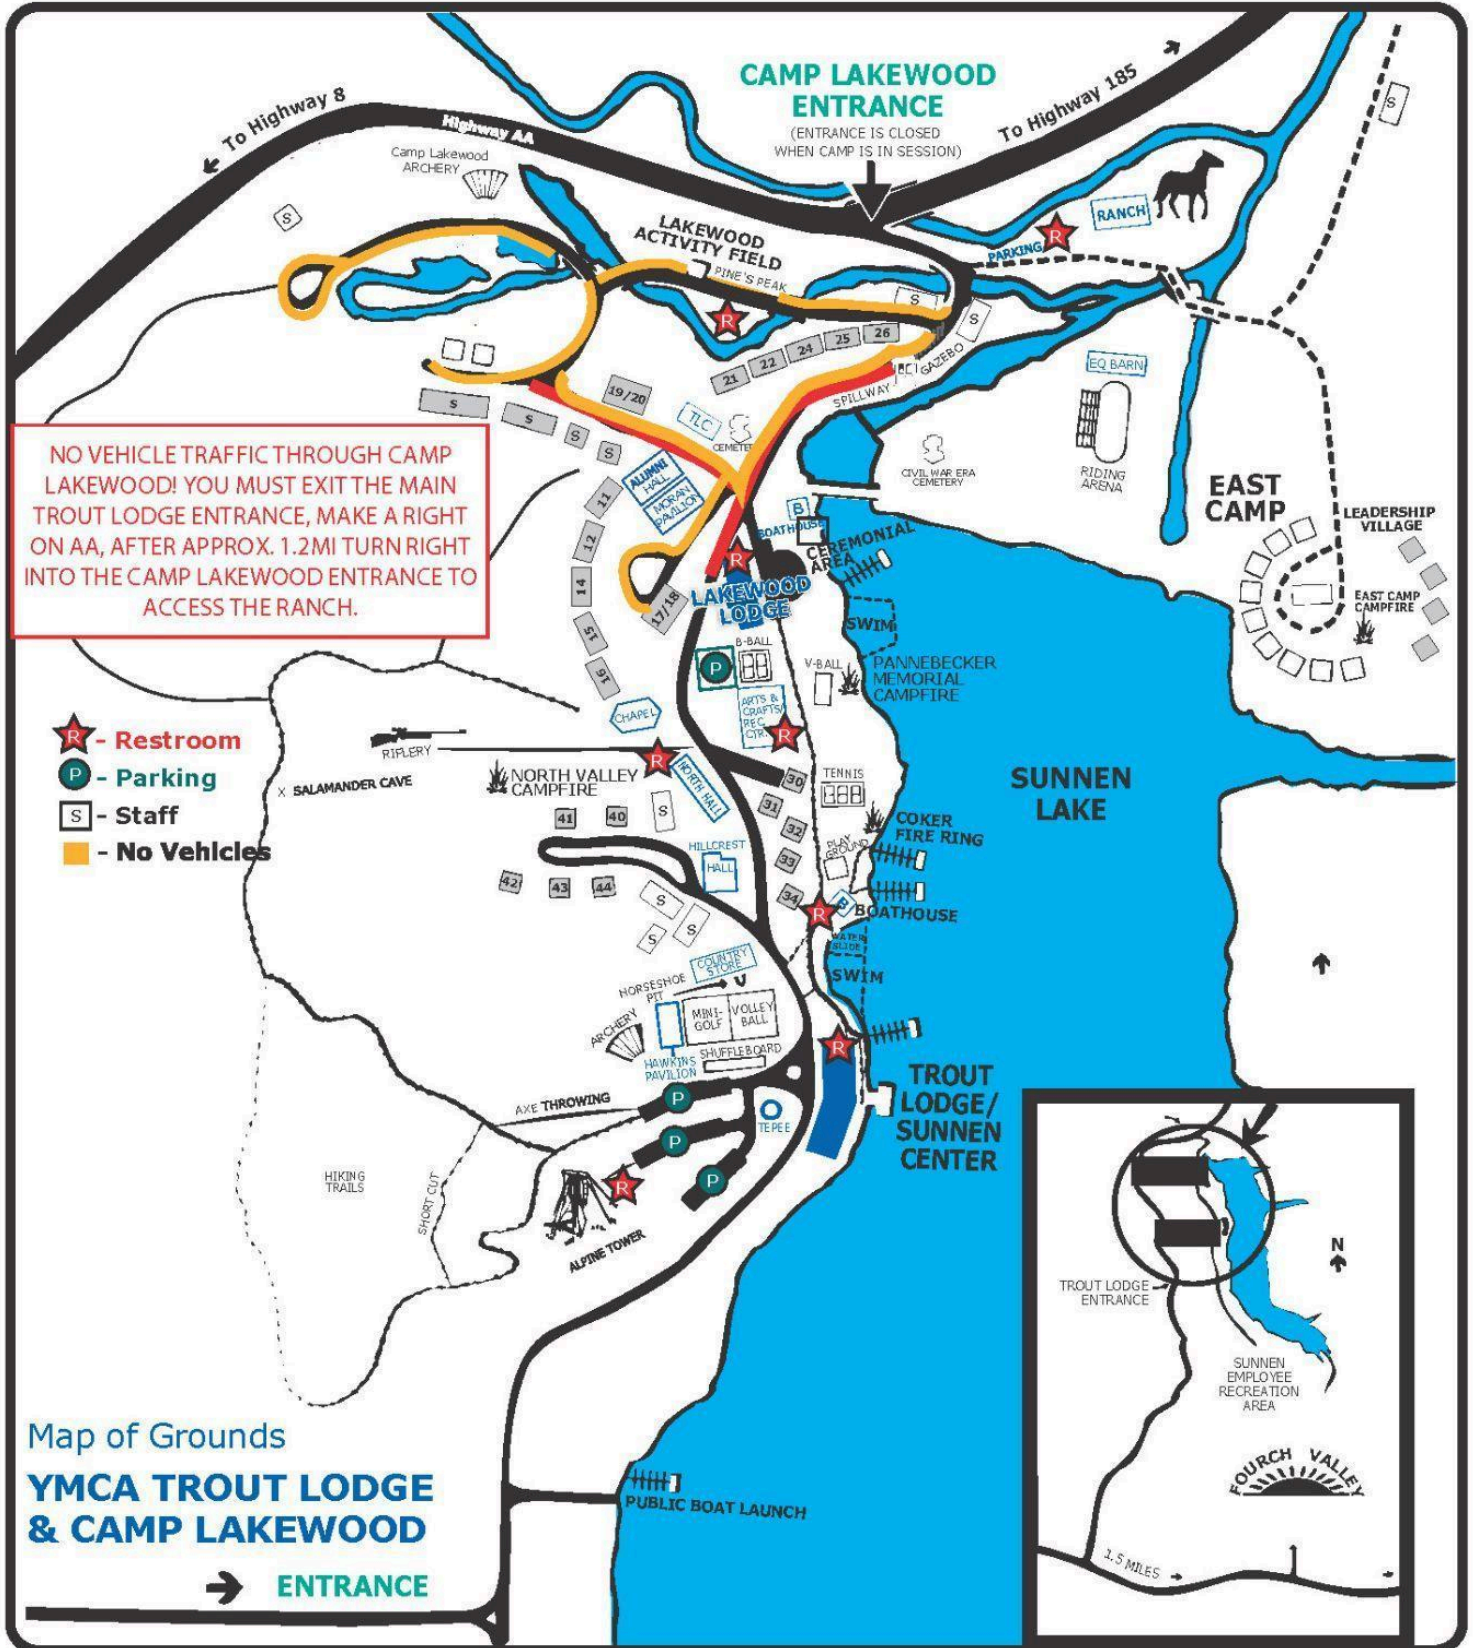 CAMP LAKEWOOD
ENTRANCE
(ENTRANCE IS CLOSED
WHEN CAMP IS IN SESSION)
To Highway 8
Highway AA
To Highway 185
Camp Lakewood
ARCHERY
S
S
LAKEWOOD
ACTIVITY FIELD
PINE'S PEAK
R
PARKING
R
RANCH
S
S
GAZEBO
SPILLWAY
21
22
24
25
26
19/20
TLC
S
S
S
S
EQ BARN
RIDING
ARENA
CIVIL WAR ERA
CEMETERY
NO VEHICLE TRAFFIC THROUGH CAMP
LAKEWOOD! YOU MUST EXIT THE MAIN
TROUT LODGE ENTRANCE, MAKE A RIGHT
ON AA, AFTER APPROX. 1.2MI TURN RIGHT
INTO THE CAMP LAKEWOOD ENTRANCE TO
ACCESS THE RANCH.
ALUMNI
HALL
MORAN
PAVILION
11
12
14
15
16
17/18
B
BOATHOUSE
CEREMONIAL
AREA
R
LAKEWOOD
LODGE
SWIM
EAST
CAMP
LEADERSHIP
VILLAGE
EAST CAMP
CAMPFIRE
B-BALL
P
V-BALL
PANNEBECKER
MEMORIAL
CAMPFIRE
ARTS &
CRAFTS/
REC
CTR.
R
CHAPEL
R - Restroom
P - Parking
S - Staff
- No Vehicles
RIFLERY
X SALAMANDER CAVE
NORTH VALLEY
CAMPFIRE
R
NORTH HALL
S
41
40
42
43
44
HILLCREST
HALL
S
S
S
30
31
32
33
34
TENNIS
PLAY
GROUND
COKER
FIRE RING
SUNNEN
LAKE
R
B
BOATHOUSE
WATER
SLIDE
SWIM
COUNTRY
STORE
HORSESHOE
PIT
ARCHERY
MINI-
GOLF
VOLLEY
BALL
HAWKINS
PAVILION
SHUFFLEBOARD
R
TROUT
LODGE/
SUNNEN
CENTER
AXE THROWING
P
P
P
TEPEE
R
ALPINE TOWER
HIKING
TRAILS
SHORT CUT
TROUT LODGE
ENTRANCE
N
SUNNEN
EMPLOYEE
RECREATION
AREA
FOURCH VALLEY
1.5 MILES
PUBLIC BOAT LAUNCH
Map of Grounds
YMCA TROUT LODGE
& CAMP LAKEWOOD
ENTRANCE